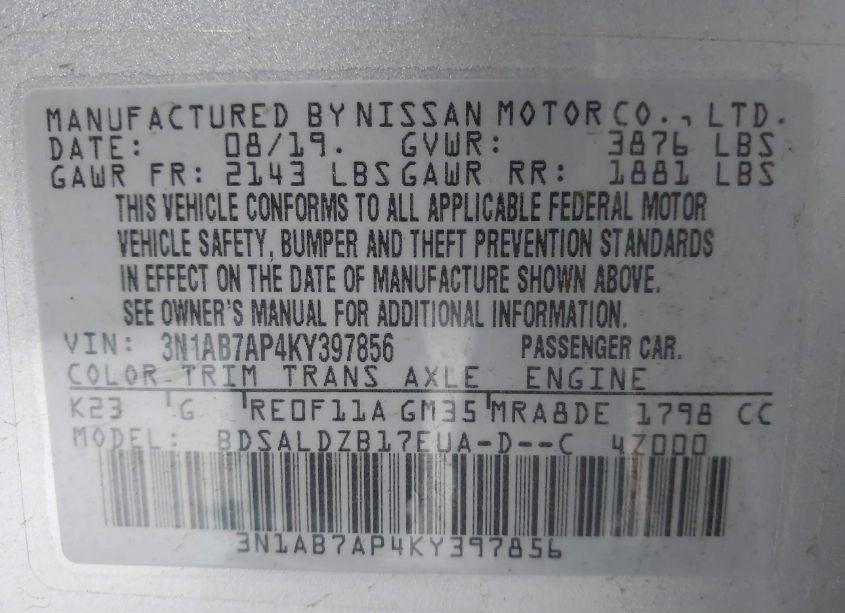 MANUFACTURED BY NISSAN MOTOR CO., LTD.
DATE: 08/19. GVWR: 3876 LBS
GAWR FR: 2143 LBS GAWR RR: 1881 LBS
THIS VEHICLE CONFORMS TO ALL APPLICABLE FEDERAL MOTOR
VEHICLE SAFETY, BUMPER AND THEFT PREVENTION STANDARDS
IN EFFECT ON THE DATE OF MANUFACTURE SHOWN ABOVE.
SEE OWNER'S MANUAL FOR ADDITIONAL INFORMATION.
VIN: 3N1AB7AP4KY397856 PASSENGER CAR.
COLOR TRIM TRANS AXLE ENGINE
K23 G RE0F11A GM35 MRA8DE 1798 CC
MODEL: BDSALDZB17EUA-D--C 4Z000
3N1AB7AP4KY397856